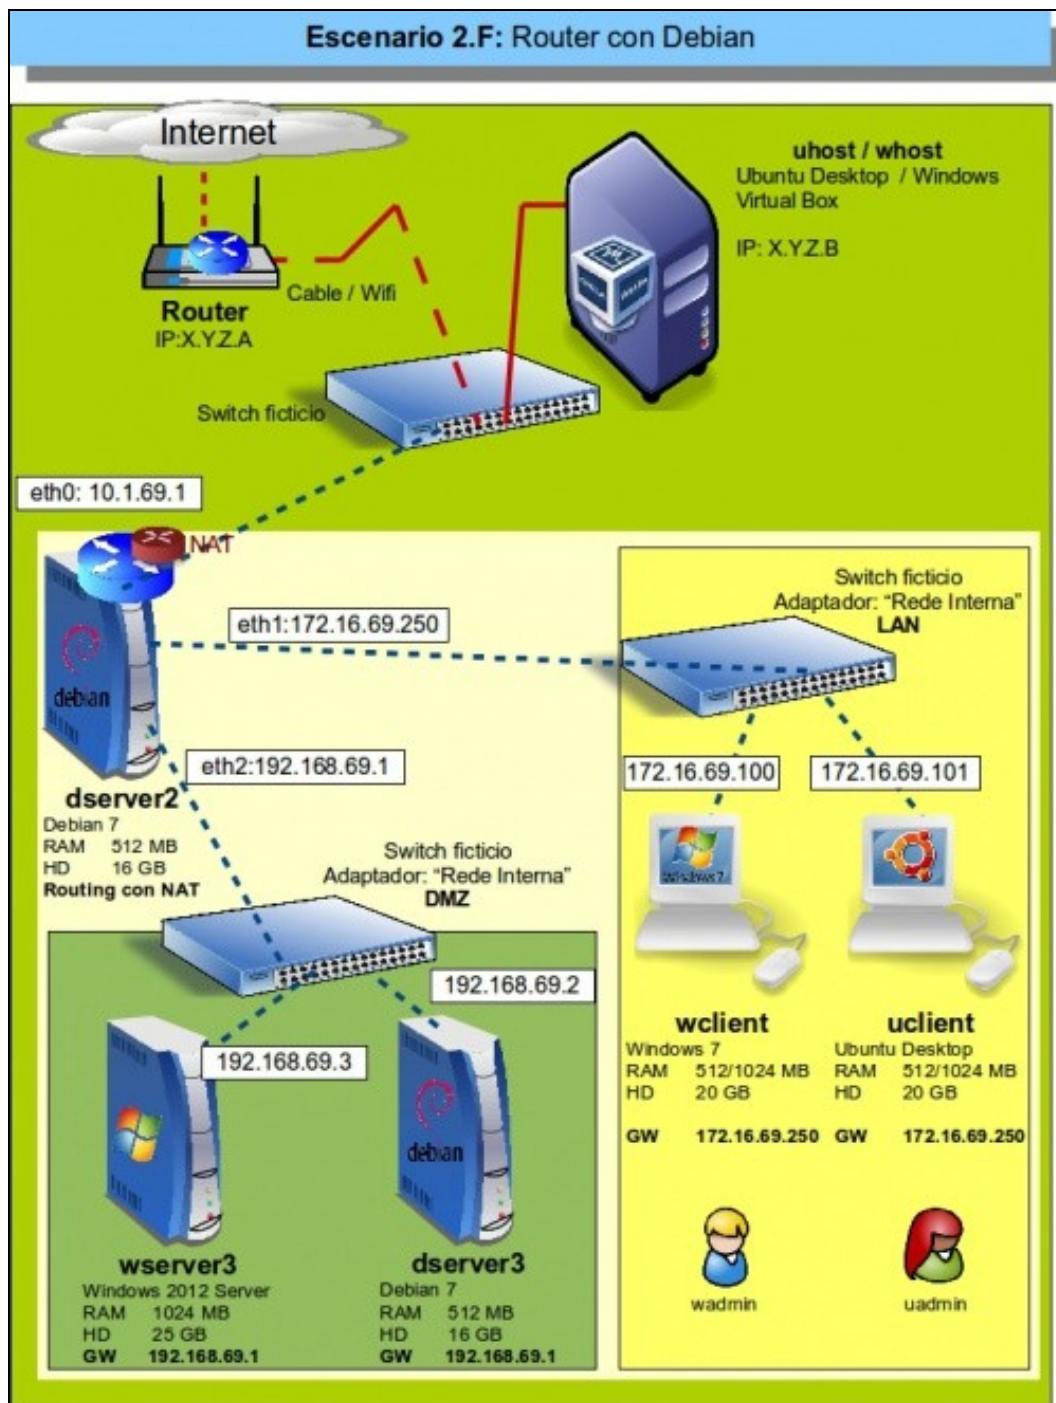 Escenario 2.F: Router con Debian
Internet
uhost / whost
Ubuntu Desktop / Windows
Virtual Box
IP: X.Y.Z.B
Cable / Wifi
Router
IP:X.Y.Z.A
Switch ficticio
eth0: 10.1.69.1
NAT
Switch ficticio
Adaptador: “Rede Interna”
LAN
eth1:172.16.69.250
debian
eth2:192.168.69.1
172.16.69.100
172.16.69.101
dserver2
Debian 7
RAM 512 MB
HD 16 GB
Routing con NAT
Windows7
Switch ficticio
Adaptador: “Rede Interna”
DMZ
192.168.69.2
wclient
Windows 7
RAM 512/1024 MB
HD 20 GB
GW 172.16.69.250
uclient
Ubuntu Desktop
RAM 512/1024 MB
HD 20 GB
GW 172.16.69.250
192.168.69.3
debian
wserver3
Windows 2012 Server
RAM 1024 MB
HD 25 GB
GW 192.168.69.1
dserver3
Debian 7
RAM 512 MB
HD 16 GB
GW 192.168.69.1
wadmin
uadmin